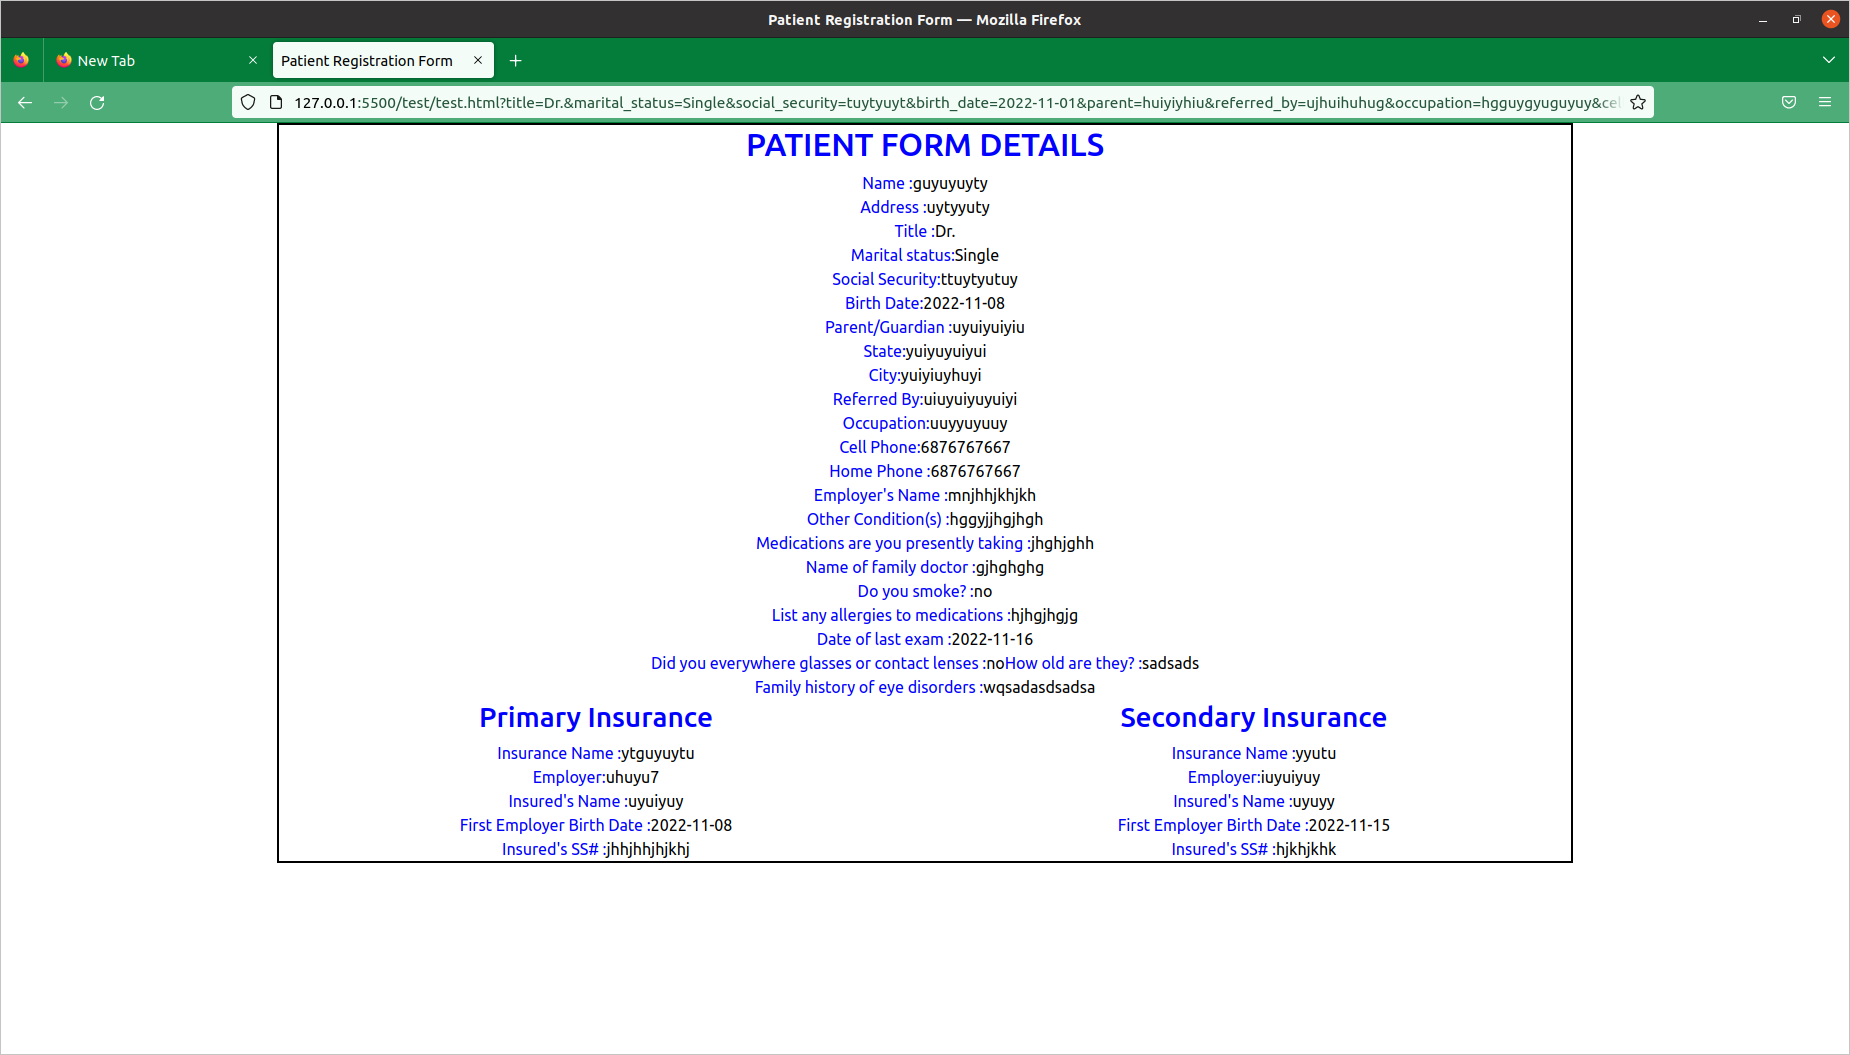 Patient Registration Form — Mozilla Firefox
New Tab
Patient Registration Form
127.0.0.1:5500/test/test.html?title=Dr.&marital_status=Single&social_security=tuytyuyt&birth_date=2022-11-01&parent=huiyiyhiu&referred_by=ujhuihuhug&occupation=hgguygyuguyuy&cel
PATIENT FORM DETAILS
Name :guyuyuyty
Address :uytyyuty
Title :Dr.
Marital status:Single
Social Security:ttuytyutuy
Birth Date:2022-11-08
Parent/Guardian :uyuiyuiyiu
State:yuiyuyuiyui
City:yuiyiuyhuyi
Referred By:uiuyuiyuyuiyi
Occupation:uuyyuyuuy
Cell Phone:6876767667
Home Phone :6876767667
Employer's Name :mnjhhjkhjkh
Other Condition(s) :hggyjjhgjhgh
Medications are you presently taking :jhghjghh
Name of family doctor :gjhghghg
Do you smoke? :no
List any allergies to medications :hjhgjhgjg
Date of last exam :2022-11-16
Did you everywhere glasses or contact lenses :noHow old are they? :sadsads
Family history of eye disorders :wqsadasdsadsa
Primary Insurance
Insurance Name :ytguyuytu
Employer:uhuyu7
Insured's Name :uyuiyuy
First Employer Birth Date :2022-11-08
Insured's SS# :jhhjhhjhjkhj
Secondary Insurance
Insurance Name :yyutu
Employer:iuyuiyuy
Insured's Name :uyuyy
First Employer Birth Date :2022-11-15
Insured's SS# :hjkhjkhk